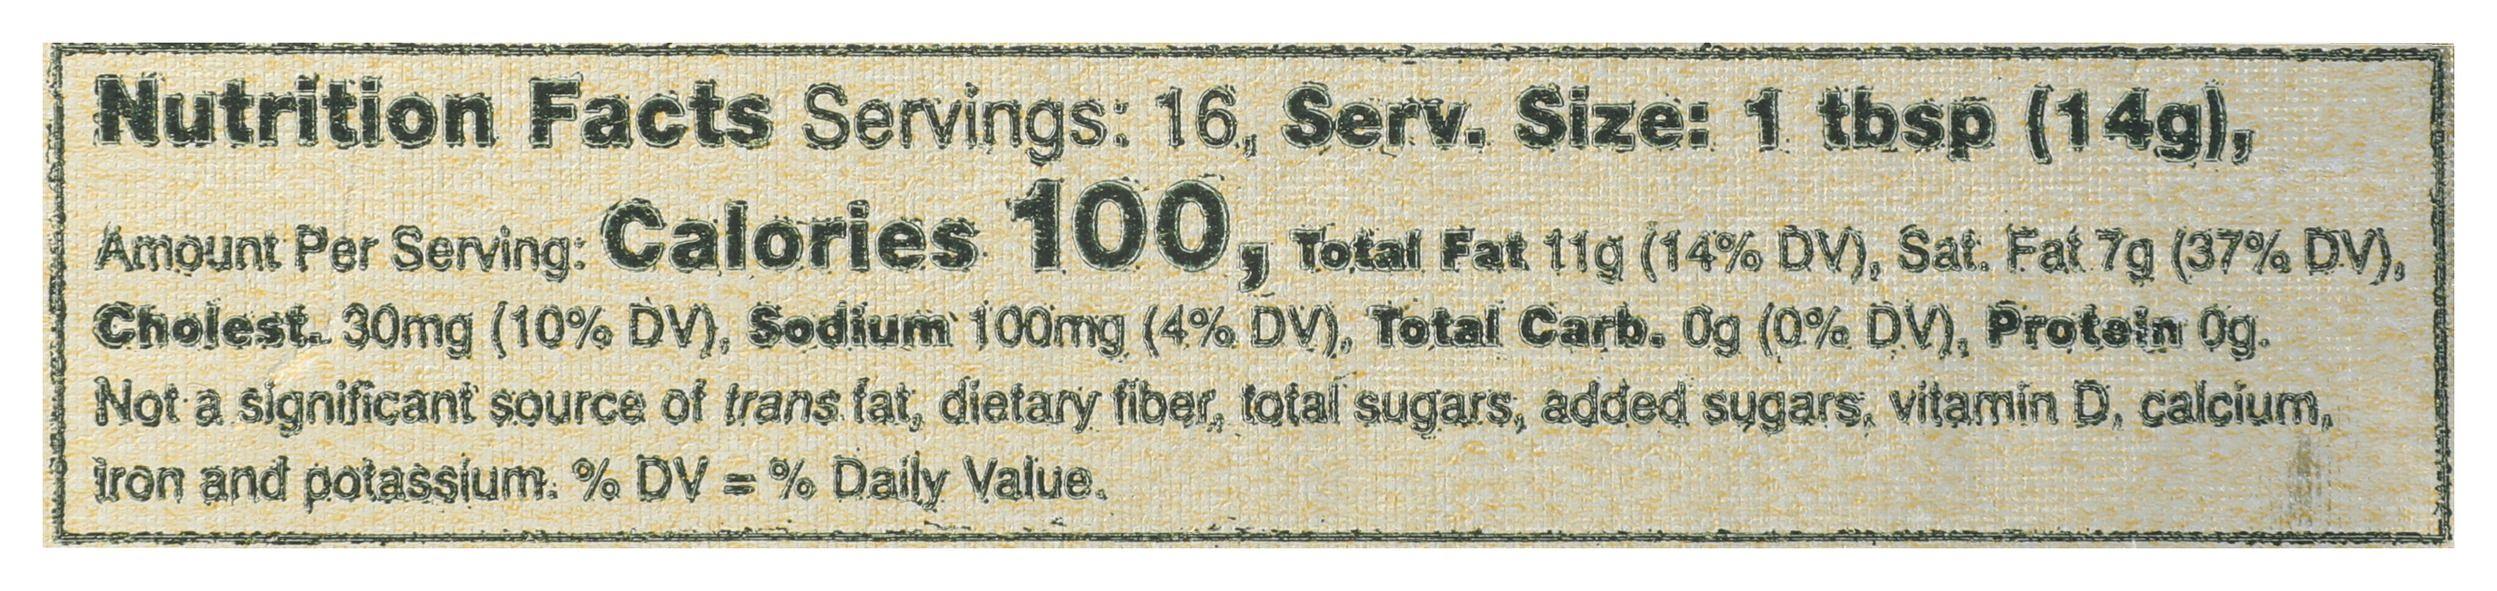 Nutrition Facts Servings: 16, Serv. Size: 1 tbsp (14g),
Amount Per Serving: Calories 100, Total Fat 11g (14% DV), Sat. Fat 7g (37% DV),
Cholest. 30mg (10% DV), Sodium 100mg (4% DV), Total Carb. 0g (0% DV), Protein 0g.
Not a significant source of trans fat, dietary fiber, total sugars, added sugars, vitamin D, calcium,
iron and potassium. % DV = % Daily Value.